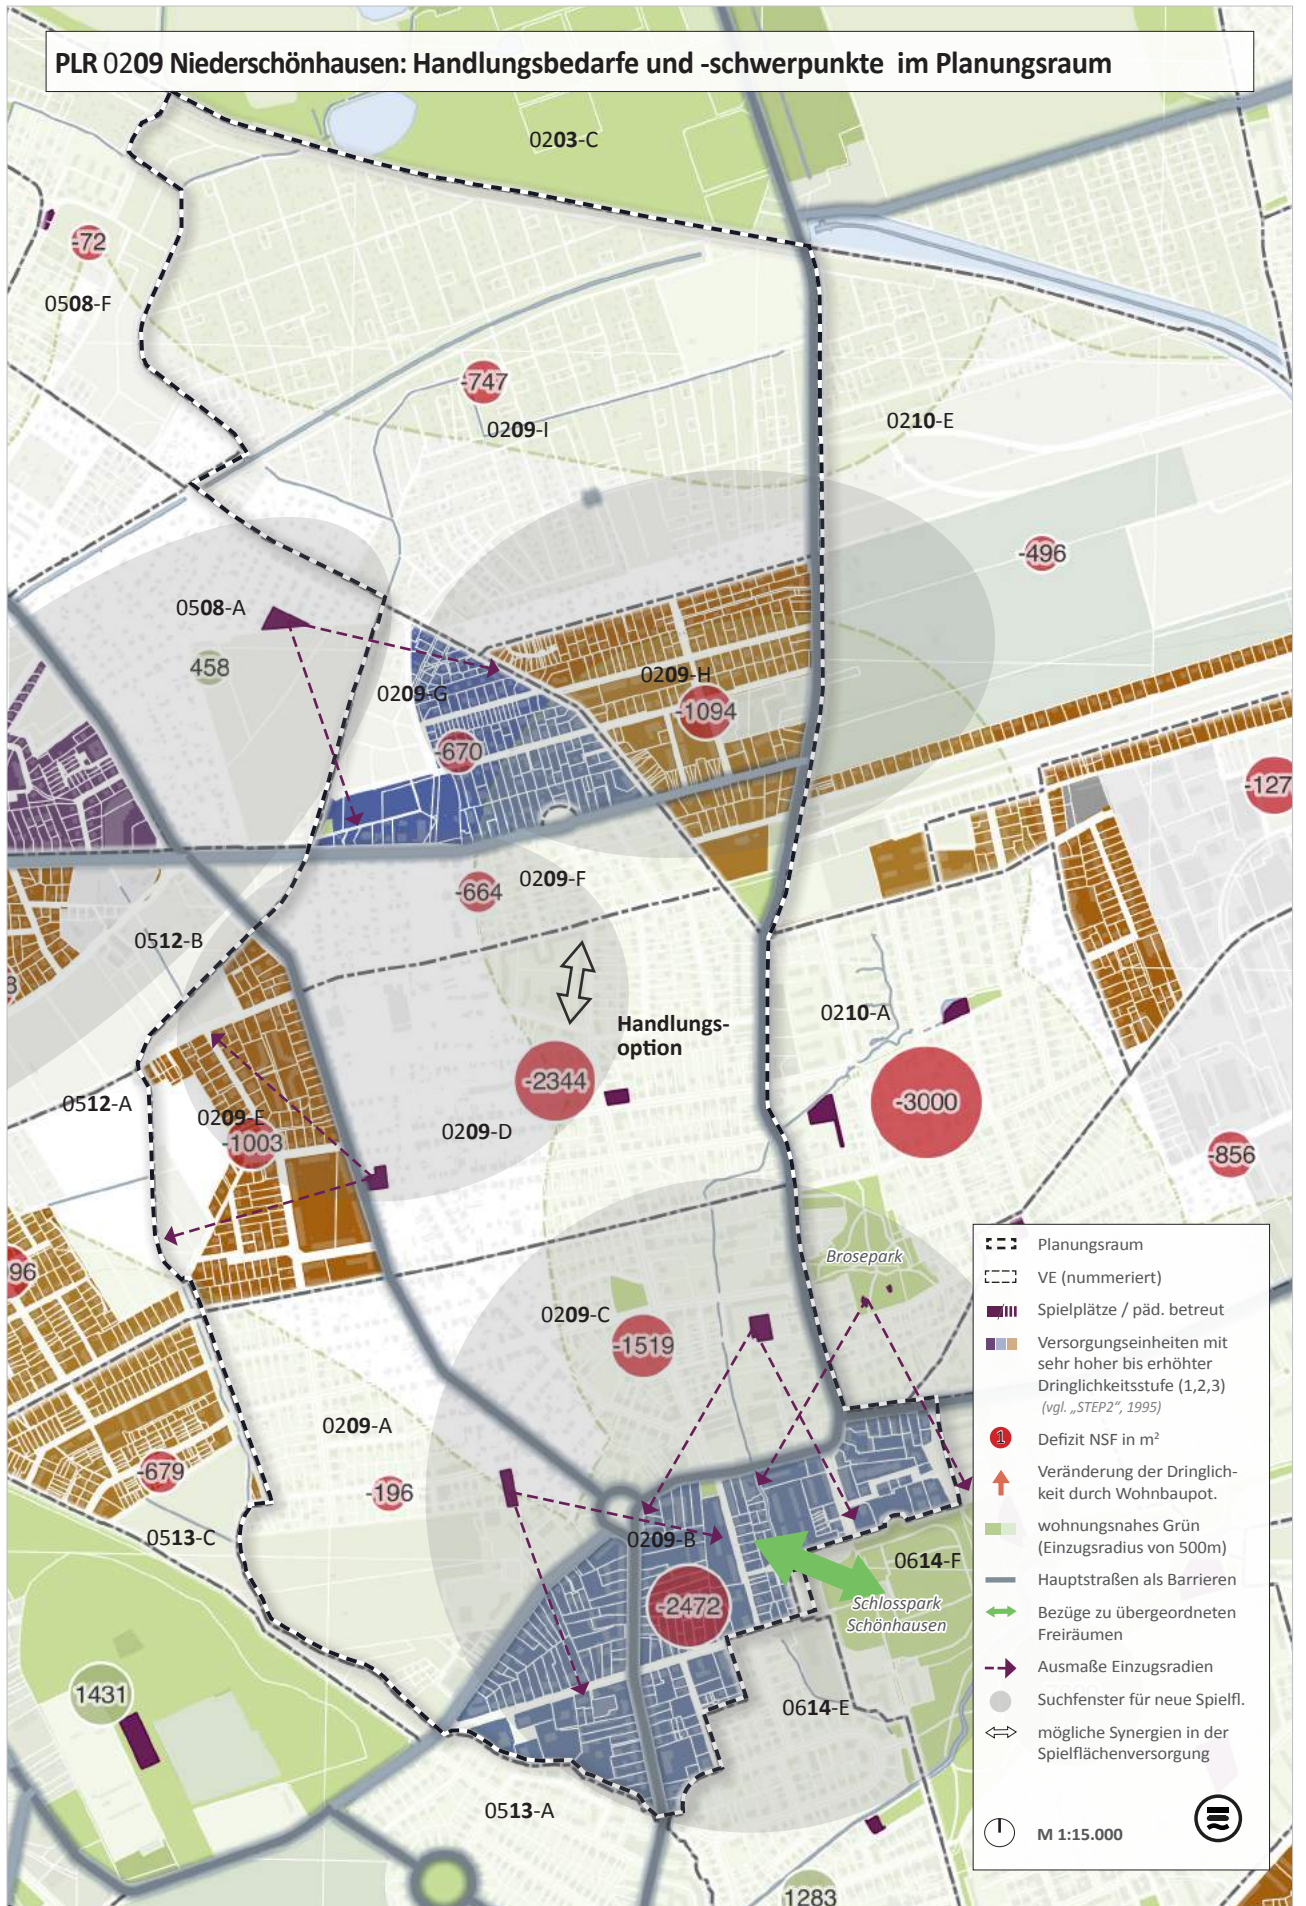 PLR 0209 Niederschönhausen: Handlungsbedarfe und -schwerpunkte im Planungsraum
0203-C
-72
0508-F
-747
0209-I
0210-E
-496
0508-A
458
0209-G
0209-H
-1094
-670
-127
-664
0209-F
0512-B
3
0210-A
Handlungs-
option
-2344
-3000
0512-A
0209-E
-1003
0209-D
-856
Brosepark
96
0209-C
-1519
0209-A
-679
-196
0513-C
0209-B
0614-F
-2472
Schlosspark
Schönhausen
1431
0614-E
0513-A
1283
Planungsraum
VE (nummeriert)
Spielplätze / päd. betreut
Versorgungseinheiten mit
sehr hoher bis erhöhter
Dringlichkeitsstufe (1,2,3)
(vgl. „STEP2“, 1995)
1
Defizit NSF in m²
Veränderung der Dringlich-
keit durch Wohnbaupot.
wohnungsnahes Grün
(Einzugsradius von 500m)
Hauptstraßen als Barrieren
Bezüge zu übergeordneten
Freiräumen
Ausmaße Einzugsradien
Suchfenster für neue Spielfl.
mögliche Synergien in der
Spielflächenversorgung
M 1:15.000